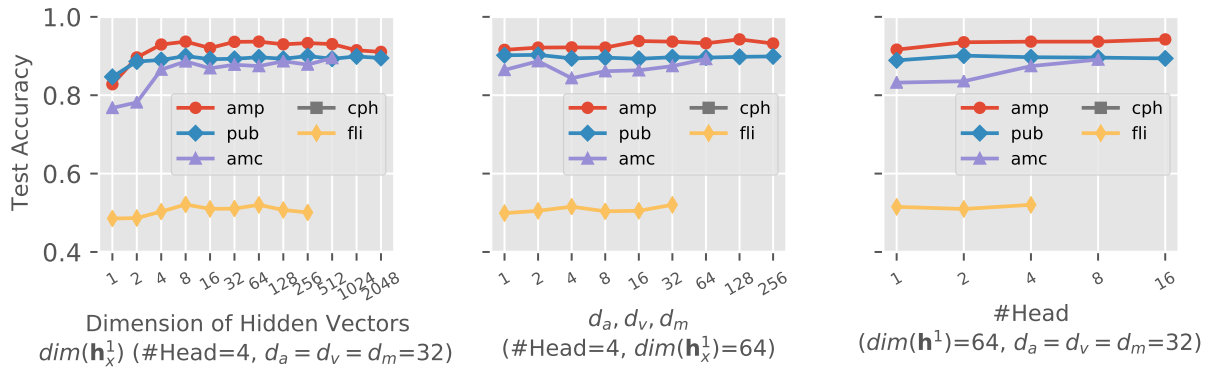 1.0
0.8
0.6
0.4
Test Accuracy
amp
pub
amc
cph
fli
1 2 4 8 16 32 64 128 256 512 1024 2048
Dimension of Hidden Vectors
dim(h¹ₓ) (#Head=4, dₐ = dᵥ = dₘ=32)
amp
pub
amc
cph
fli
1 2 4 8 16 32 64 128 256
dₐ, dᵥ, dₘ
(#Head=4, dim(h¹ₓ)=64)
amp
pub
amc
cph
fli
1 2 4 8 16
#Head
(dim(h¹)=64, dₐ = dᵥ = dₘ=32)